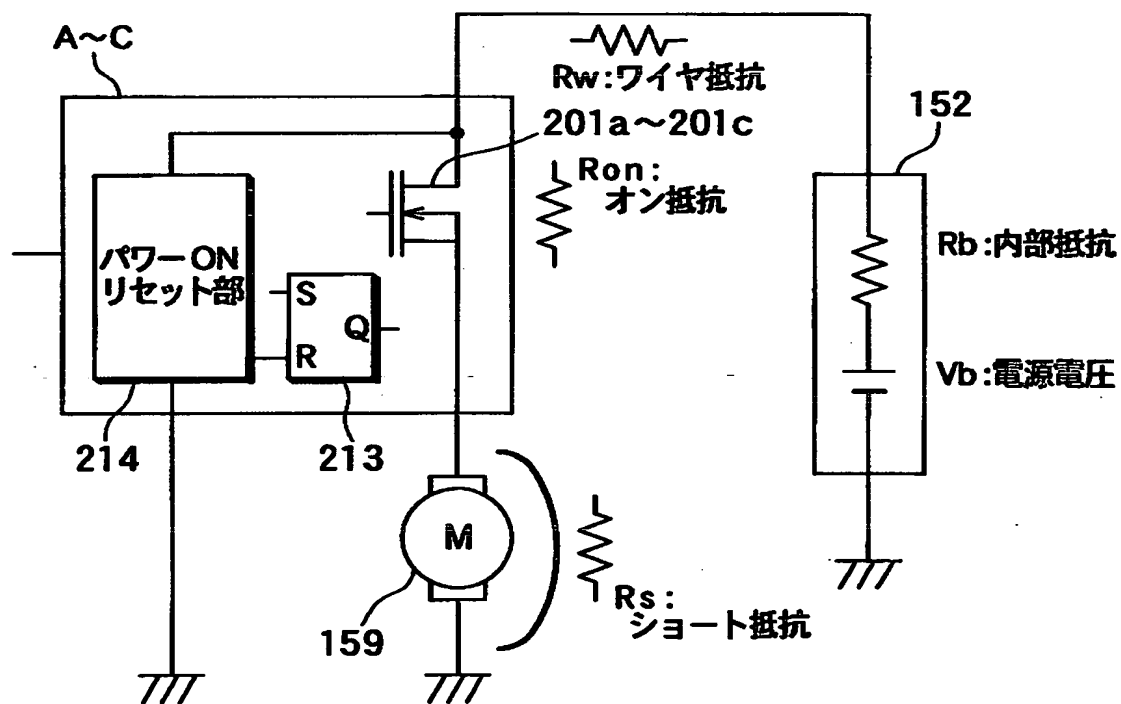 A～C
Rw:ワイヤ抵抗
201a～201c
152
Ron:
オン抵抗
パワーON
リセット部
S
Q
R
Rb:内部抵抗
Vb:電源電圧
214
213
M
Rs:
ショート抵抗
159